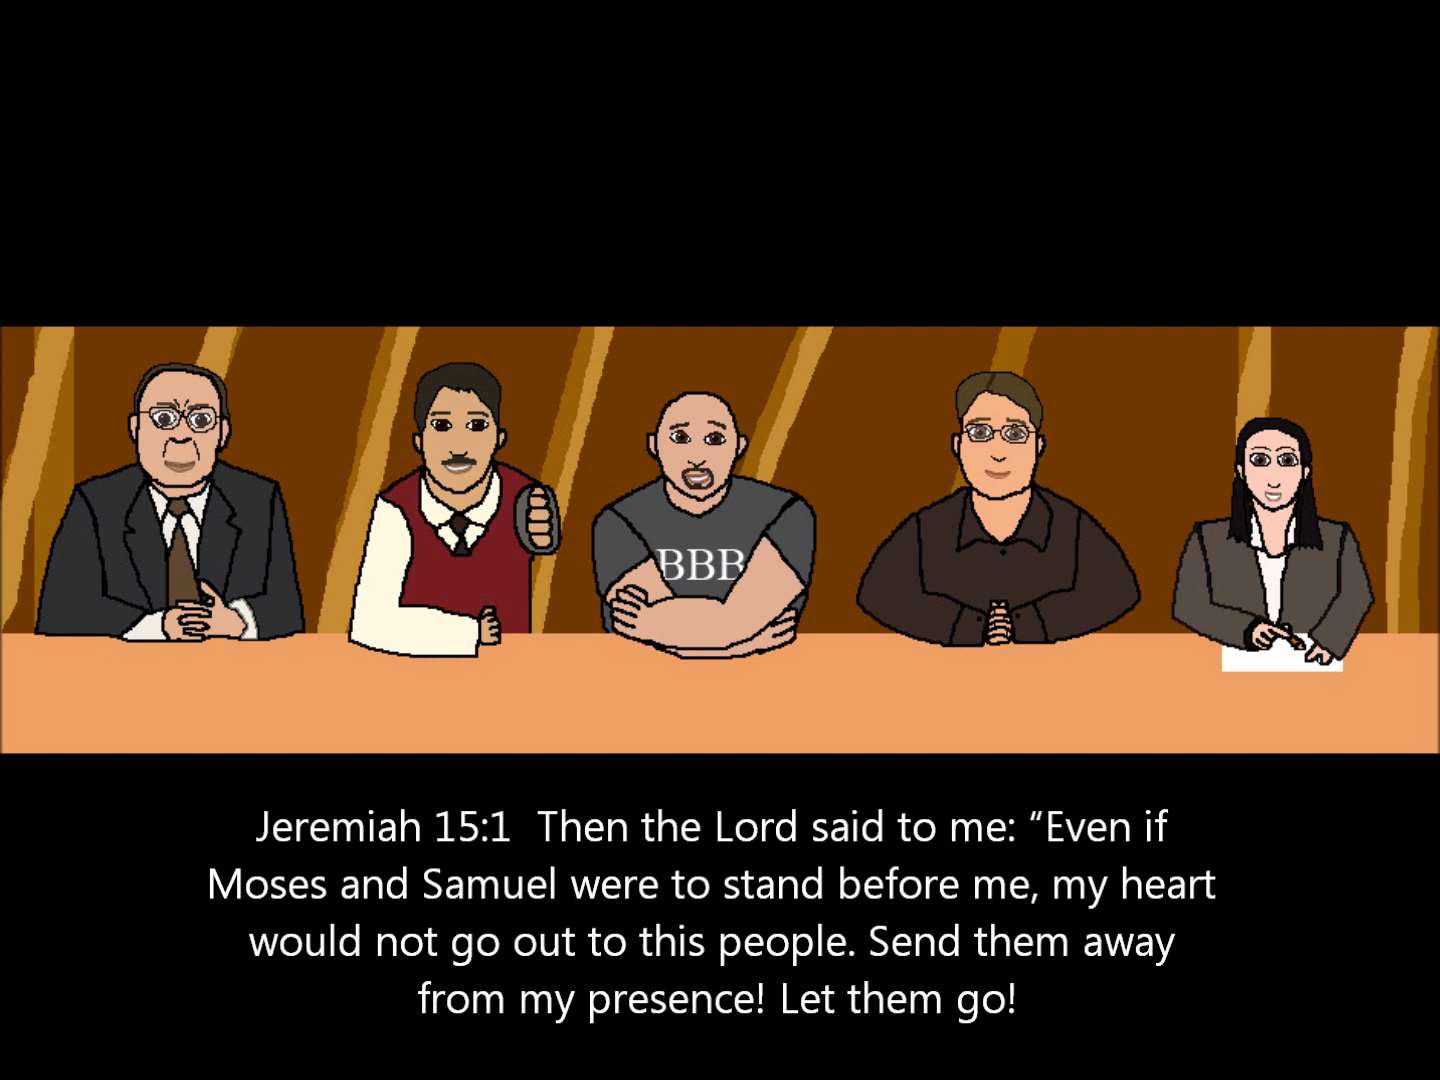 BBB
Jeremiah 15:1  Then the Lord said to me: “Even if
Moses and Samuel were to stand before me, my heart
would not go out to this people. Send them away
from my presence! Let them go!